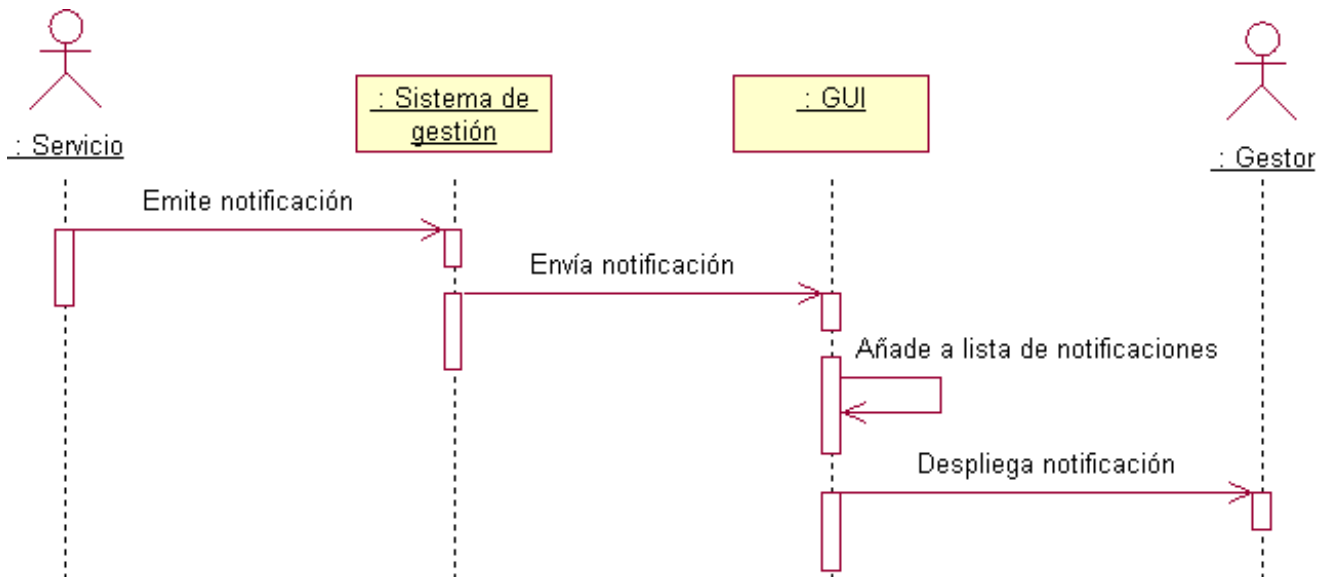 : Servicio
: Sistema de
gestión
: GUI
: Gestor
Emite notificación
Envía notificación
Añade a lista de notificaciones
Despliega notificación